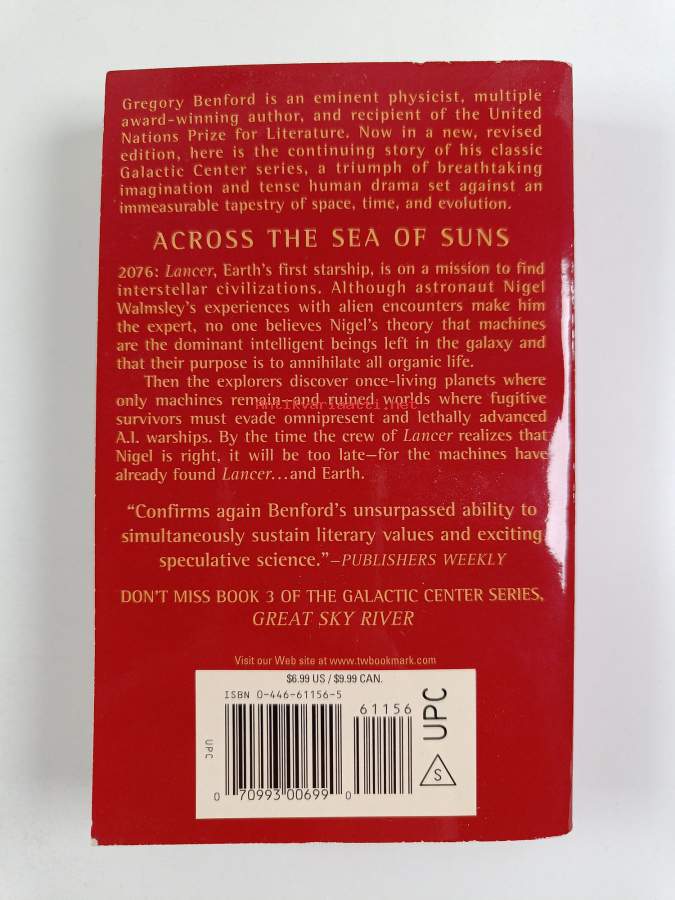 Gregory Benford is an eminent physicist, multiple
award-winning author, and recipient of the United
Nations Prize for Literature. Now in a new, revised
edition, here is the continuing story of his classic
Galactic Center series, a triumph of breathtaking
imagination and tense human drama set against an
immeasurable tapestry of space, time, and evolution.
ACROSS THE SEA OF SUNS
2076: Lancer, Earth's first starship, is on a mission to find
interstellar civilizations. Although astronaut Nigel
Walmsley's experiences with alien encounters make him
the expert, no one believes Nigel's theory that machines
are the dominant intelligent beings left in the galaxy and
that their purpose is to annihilate all organic life.
Then the explorers discover once-living planets where
only machines remain—and ruined worlds where fugitive
Antikvariaatti.net
survivors must evade omnipresent and lethally advanced
A.I. warships. By the time the crew of Lancer realizes that
Nigel is right, it will be too late—for the machines have
already found Lancer...and Earth.
“Confirms again Benford's unsurpassed ability to
simultaneously sustain literary values and exciting
speculative science.”—PUBLISHERS WEEKLY
DON'T MISS BOOK 3 OF THE GALACTIC CENTER SERIES,
GREAT SKY RIVER
Visit our Web site at www.twbookmark.com
$6.99 US / $9.99 CAN.
ISBN 0-446-61156-5
61156
UPC
UPC
S
0 70993 00699 0